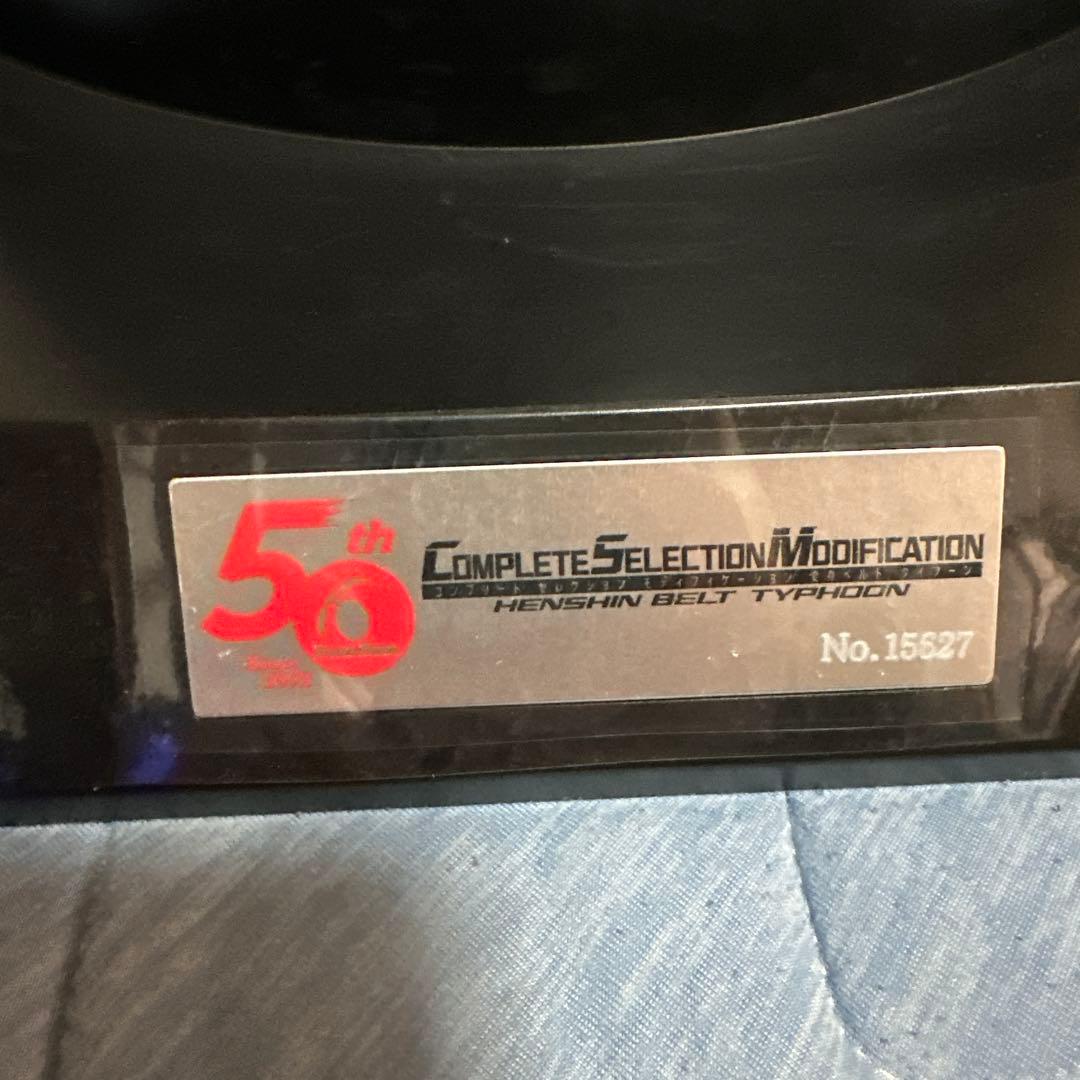 50th
COMPLETE SELECTION MODIFICATION
コンプリート セレクション モディフィケーション 変身ベルト タイフーン
HENSHIN BELT TYPHOON
No.15627